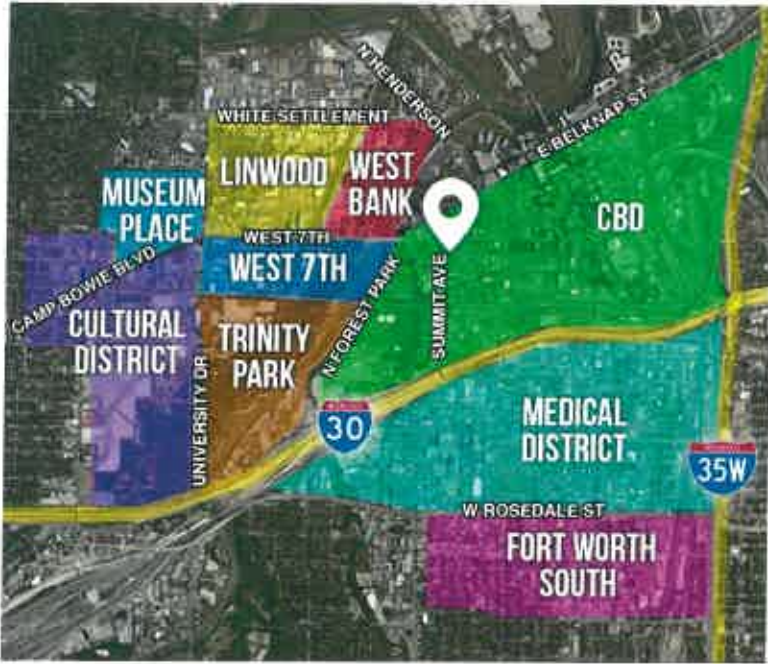 N HENDERSON
WHITE SETTLEMENT
E BELKNAP ST
LINWOOD
WEST
BANK
MUSEUM
PLACE
CBD
WEST 7TH
WEST 7TH
CAMP BOWIE BLVD
SUMMIT AVE
N FOREST PARK
CULTURAL
DISTRICT
TRINITY
PARK
UNIVERSITY DR
30
MEDICAL
DISTRICT
35W
W ROSEDALE ST
FORT WORTH
SOUTH